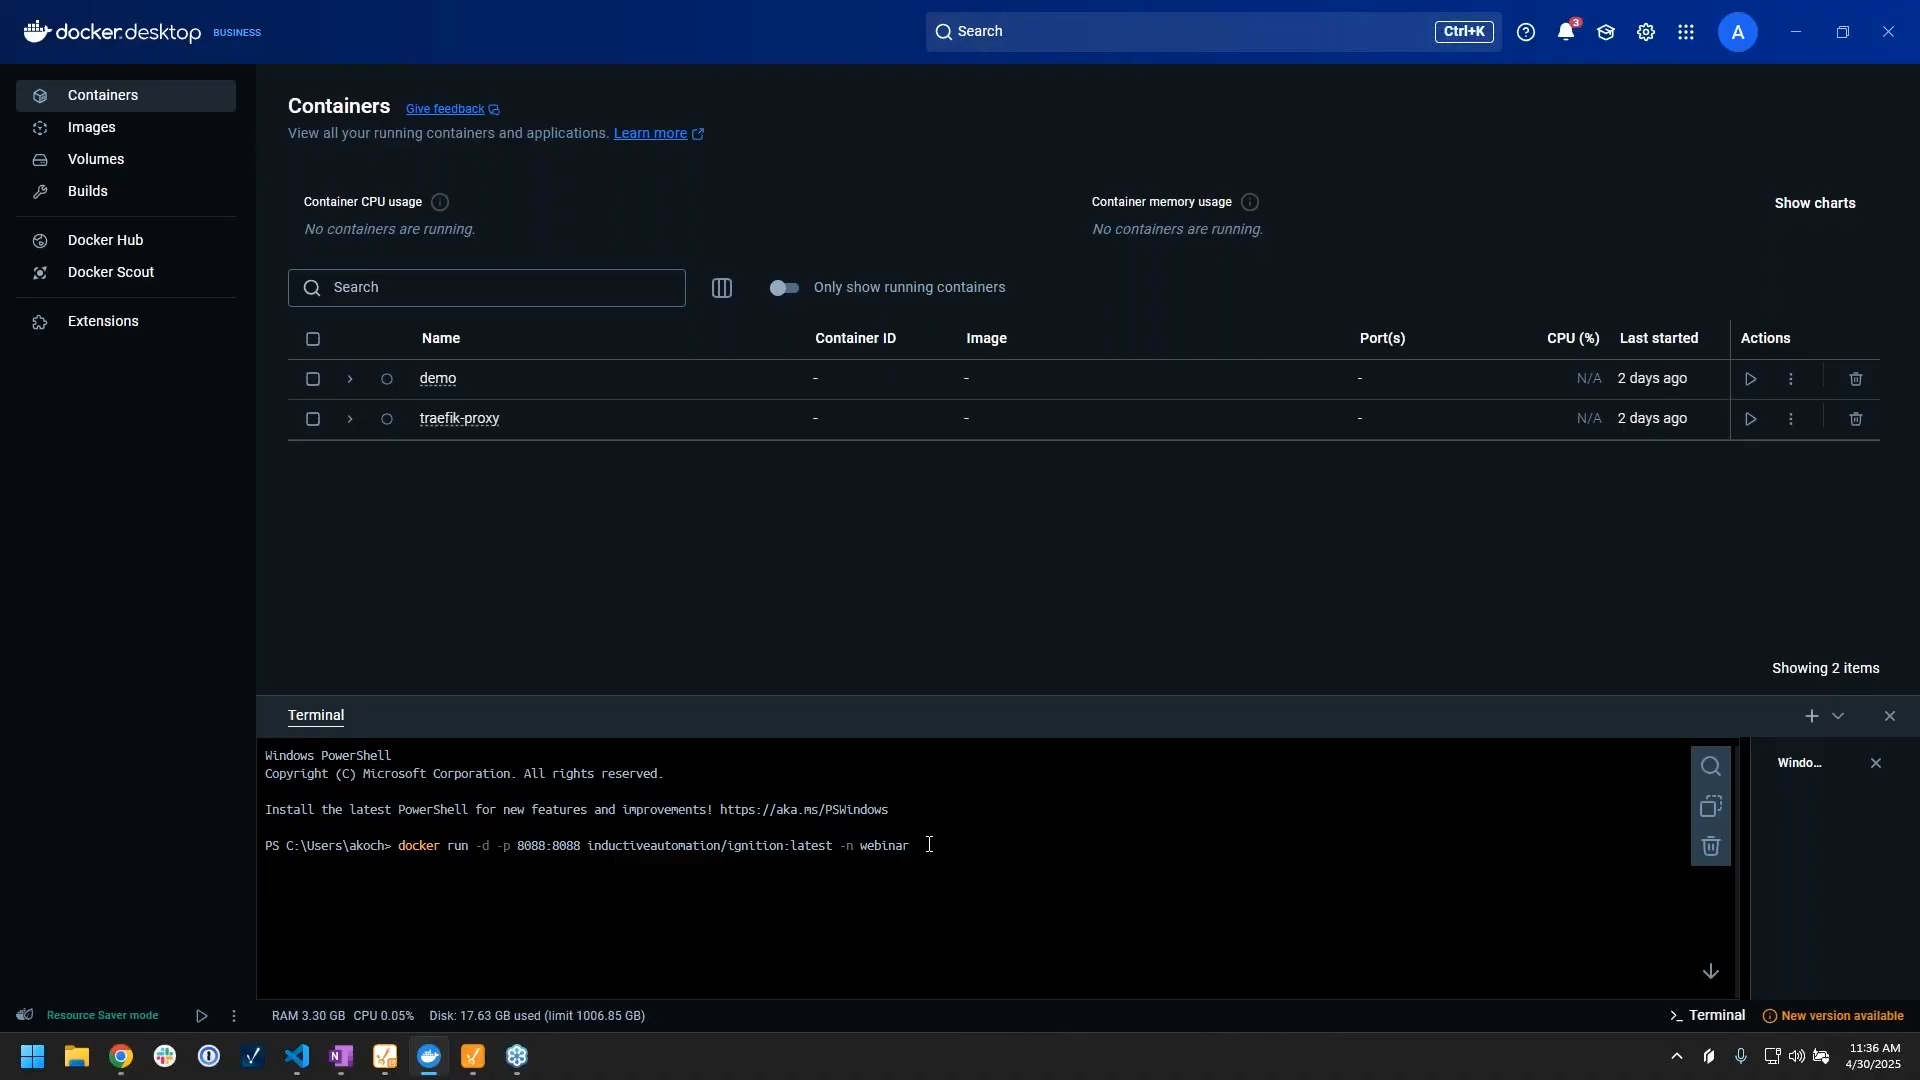 docker.desktop BUSINESS
Search Ctrl+K
3
A
Containers
Images
Volumes
Builds
Docker Hub
Docker Scout
Extensions
Containers Give feedback
View all your running containers and applications. Learn more
Container CPU usage
No containers are running.
Container memory usage
No containers are running.
Show charts
Search
Only show running containers
Name Container ID Image Port(s) CPU (%) Last started Actions
demo - - - N/A 2 days ago
traefik-proxy - - - N/A 2 days ago
Showing 2 items
Terminal
Windows PowerShell
Copyright (C) Microsoft Corporation. All rights reserved.
Install the latest PowerShell for new features and improvements! https://aka.ms/PSWindows
PS C:\Users\akoch> docker run -d -p 8088:8088 inductiveautomation/ignition:latest -n webinar
Windo...
Resource Saver mode
RAM 3.30 GB CPU 0.05% Disk: 17.63 GB used (limit 1006.85 GB)
>_ Terminal
New version available
11:36 AM
4/30/2025